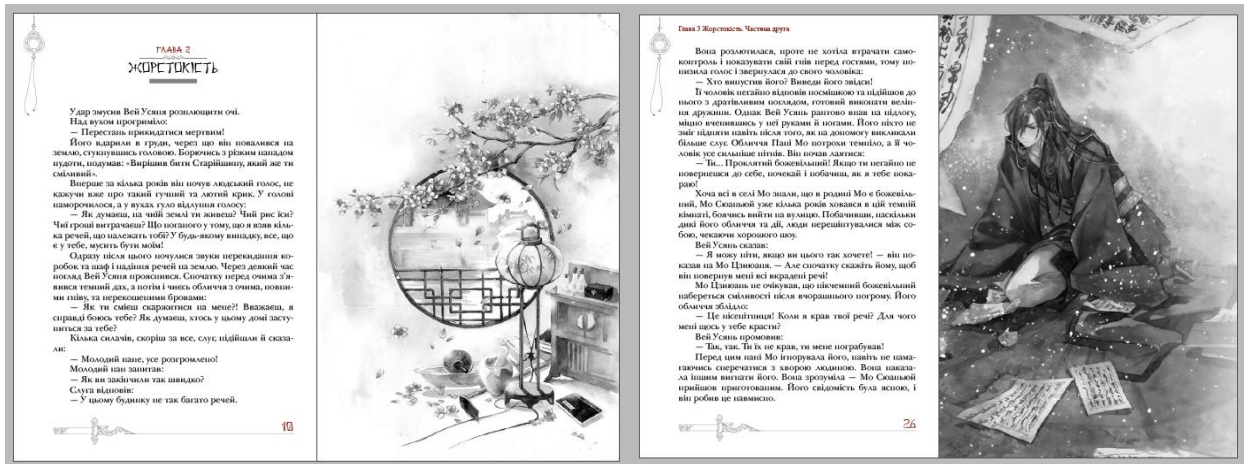 ГЛАВА 2
ЖОРСТОКІСТЬ
Удар змусив Вей Усяня розплющити очі.
Над вухом прогриміло:
— Перестань прикидатися мертвим!
Його вдарили в груди, через що він повалився на
землю, стукнувшись головою. Борючись з різким нападом
нудоти, подумав: «Вирішив бити Старійшину, який же ти
сміливий».
Вперше за кілька років він почув людський голос, не
кажучи вже про такий гучний та лютий крик. У голові
наморочилося, а у вухах гуло відлуння голосу:
— Як думаєш, на чиїй землі ти живеш? Чий рис їси?
Чиї гроші витрачаєш? Що поганого у тому, що я взяв кіль-
ка речей, що належать тобі? У будь-якому випадку, все, що
є у тебе, мусить бути моїм!
Одразу після цього почулися звуки перекидання ко-
робок та шаф і падіння речей на землю. Через деякий час
погляд Вей Усяня прояснився. Спочатку перед очима з'я-
вився темний дах, а потім і чиєсь обличчя з очима, повни-
ми гніву, та перекошеними бровами:
— Як ти смієш скаржитися на мене?! Вважаєш, я
справді боюсь тебе? Як думаєш, хтось у цьому домі засту-
питься за тебе?
Кілька силачів, скоріш за все, слуг, підійшли й сказа-
ли:
— Молодий пане, усе розгромлено!
Молодий пан запитав:
— Як ви закінчили так швидко?
Слуга відповів:
— У цьому будинку не так багато речей.
10
Глава 3 Жорстокість. Частина друга
Вона розлютилася, проте не хотіла втрачати само-
контроль і показувати свій гнів перед гостями, тому по-
низила голос і звернулася до свого чоловіка:
— Хто випустив його? Виведи його звідси!
Її чоловік негайно відновів посмішкою та підійшов до
нього з дратівливим поглядом, готовий виконати велін-
ня дружини. Однак Вей Усянь раптово впав на підлогу,
міцно вчепившись у неї руками й ногами. Його ніхто не
зміг підняти навіть після того, як на допомогу викликали
більше слуг. Обличчя Пані Мо потрохи темніло, а її чо-
ловік усе сильніше пітнів. Він почав лаятися:
— Ти... Проклятий божевільний! Якщо ти негайно не
повернешся до себе, почекай і побачиш, як я тебе пока-
раю!
Хоча всі в селі Мо знали, що в родині Мо є божевіль-
ний, Мо Сюаньюй уже кілька років ховався в цій темній
кімнаті, боячись вийти на вулицю. Побачивши, наскільки
дикі його обличчя та дії, люди перешіптувалися між со-
бою, чекаючи хорошого шоу.
Вей Усянь сказав:
— Я можу піти, якщо ви цього так хочете! — він по-
казав на Мо Цзиюаня. — Але спочатку скажіть йому, щоб
він повернув мені всі вкрадені речі!
Мо Цзиюань не очікував, що нікчемний божевільний
набереться сміливості після вчорашнього погрому. Його
обличчя зблідло:
— Це нісенітниця! Коли я крав твої речі? Для чого
мені щось у тебе красти?
Вей Усянь промовив:
— Так, так. Ти їх не крав, ти мене пограбував!
Перед цим пані Мо ігнорувала його, навіть не нама-
гаючись сперечатися з хворою людиною. Вона наказа-
ла іншим вигнати його. Вона зрозуміла — Мо Сюаньюй
прийшов приготованим. Його свідомість була ясною, і
він робив це навмисно.
26